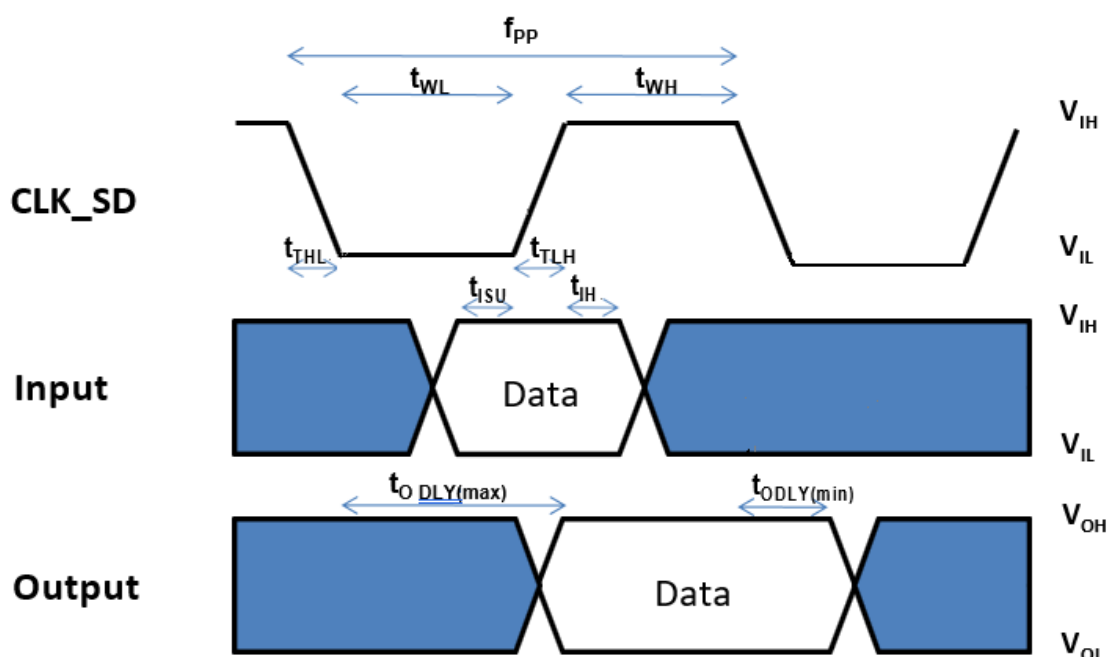 fPP
tWL
tWH
VIH
CLK_SD
tTHL
tTLH
VIL
tISU
tIH
VIH
Input
Data
VIL
tO DLY(max)
tODLY(min)
VOH
Output
Data
VOL